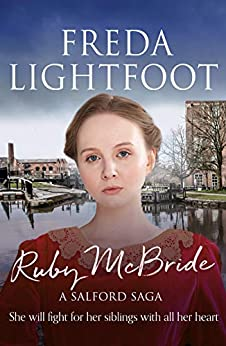 FREDA
LIGHTFOOT
Ruby McBride
A SALFORD SAGA
She will fight for her siblings with all her heart